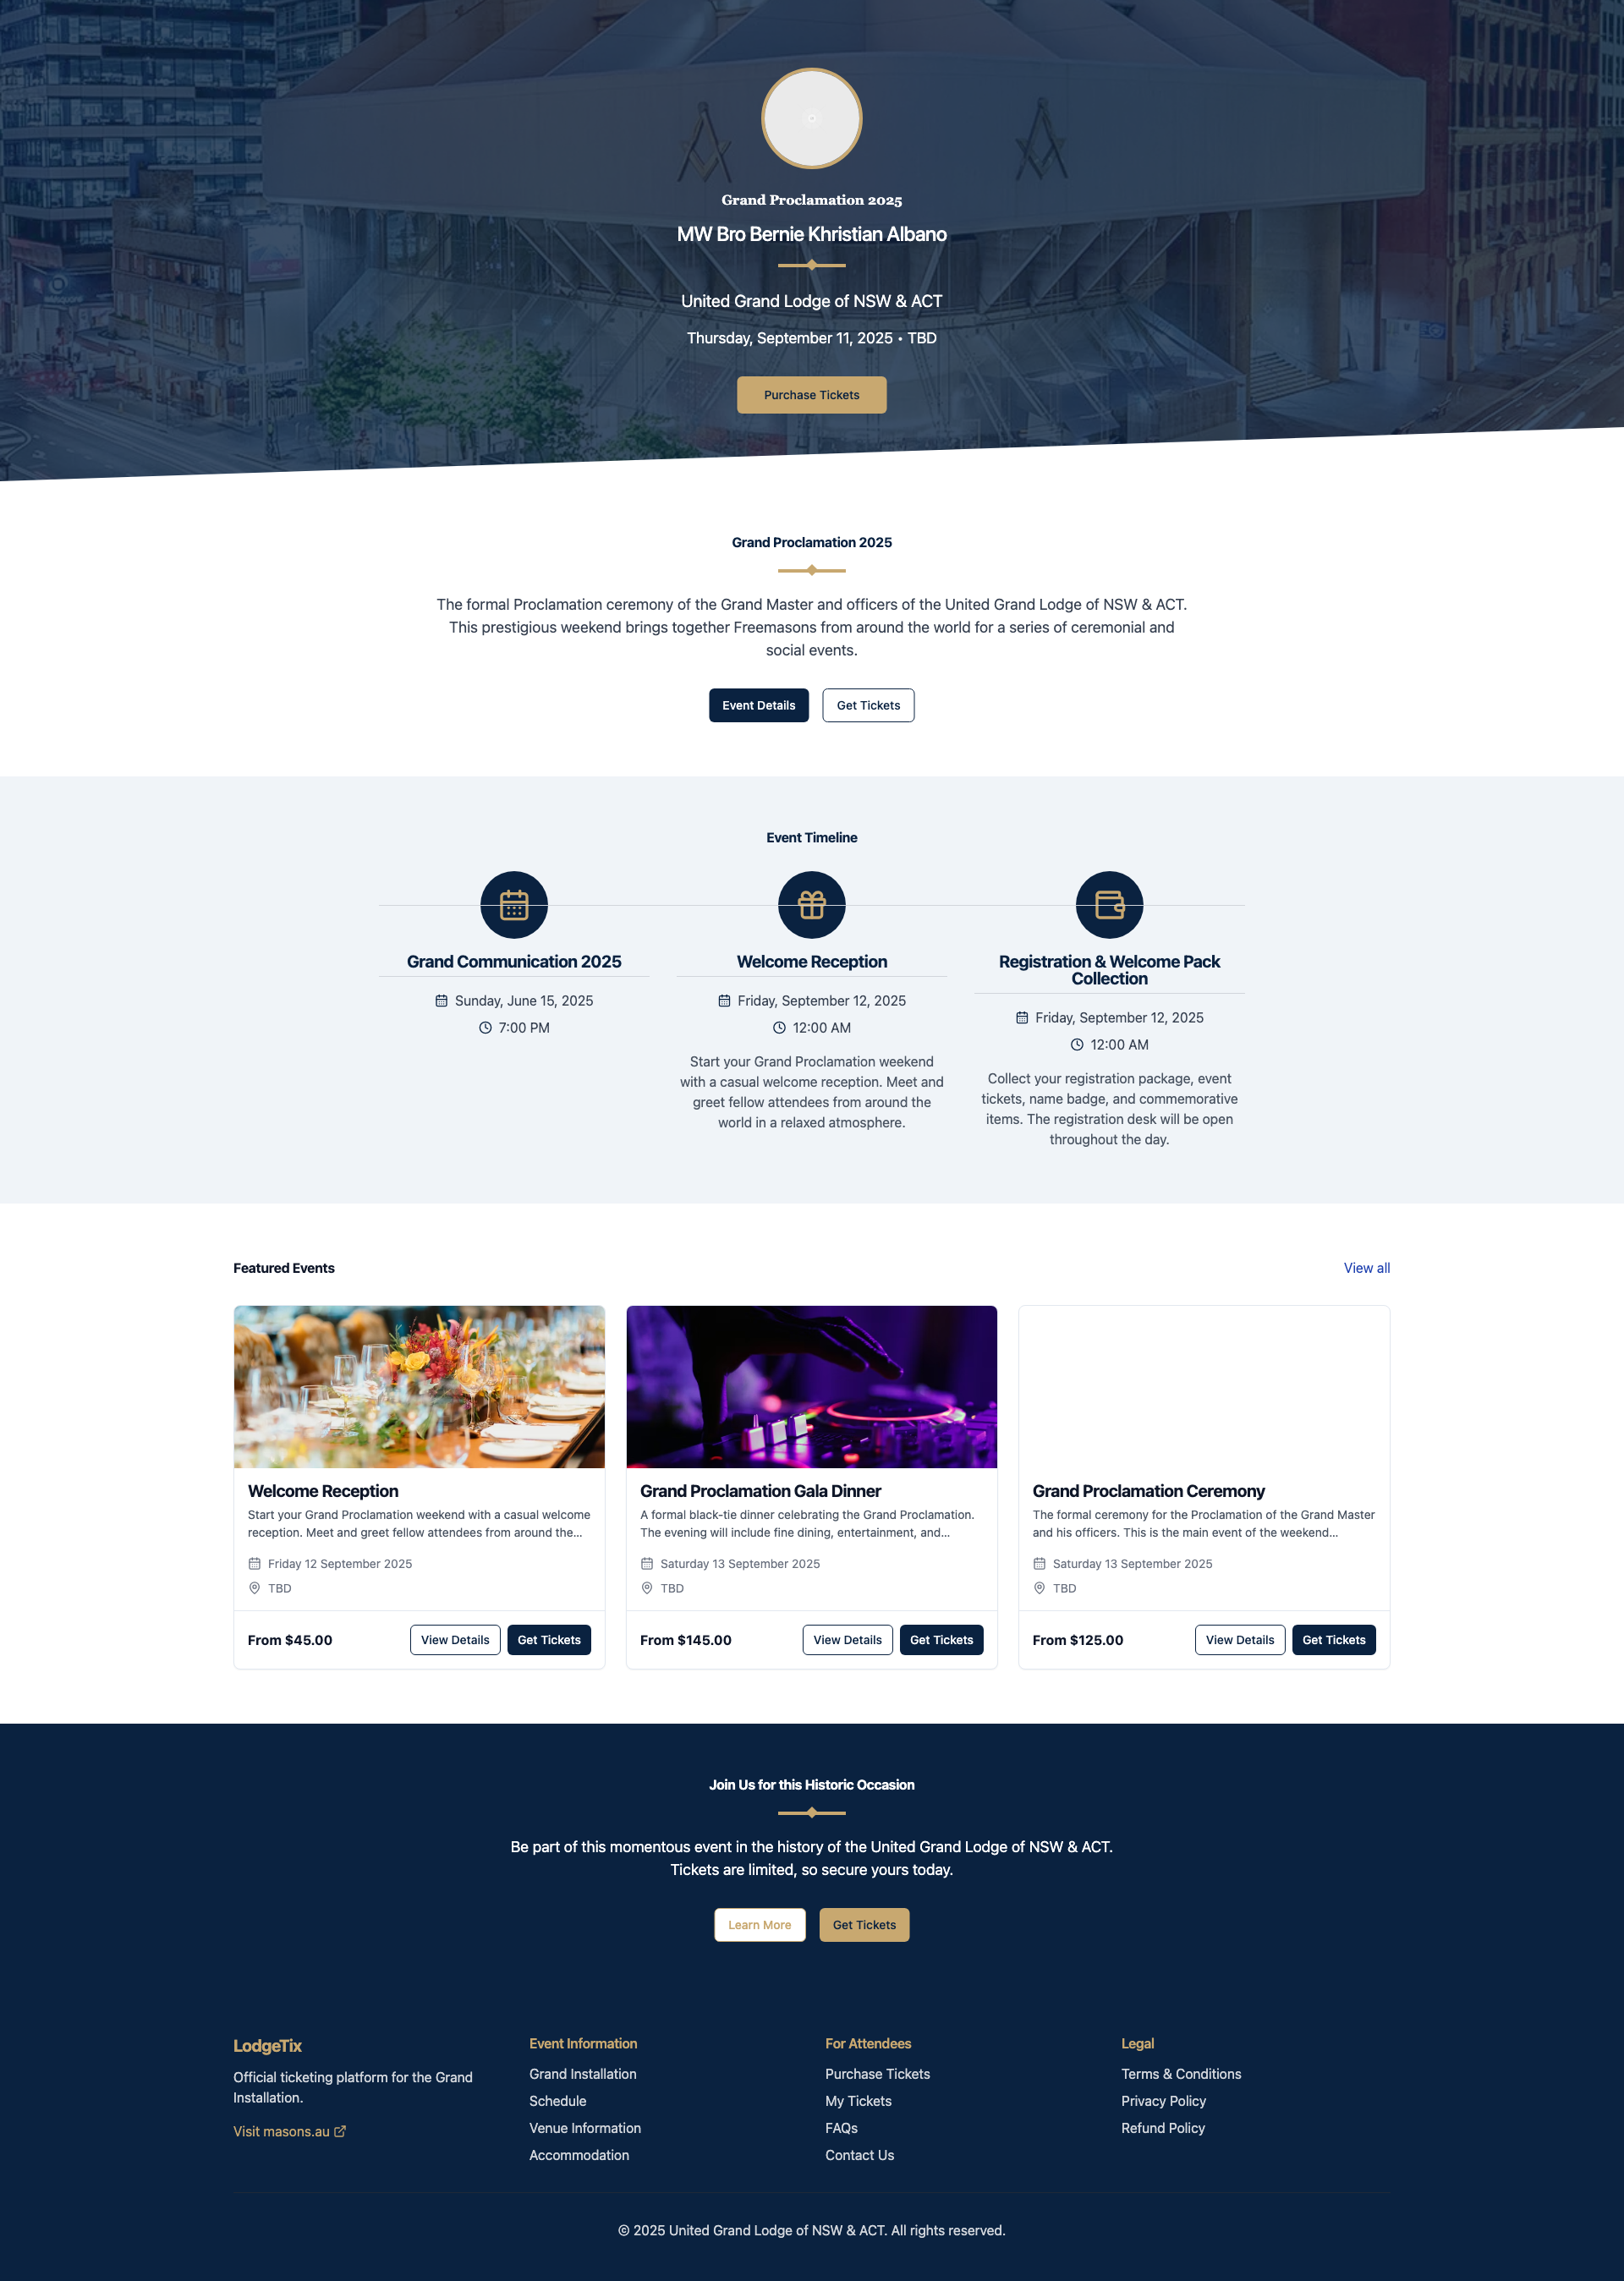 Grand Proclamation 2025
MW Bro Bernie Khristian Albano
United Grand Lodge of NSW & ACT
Thursday, September 11, 2025 • TBD
Purchase Tickets
Grand Proclamation 2025
The formal Proclamation ceremony of the Grand Master and officers of the United Grand Lodge of NSW & ACT.
This prestigious weekend brings together Freemasons from around the world for a series of ceremonial and
social events.
Event Details
Get Tickets
Event Timeline
Grand Communication 2025
Sunday, June 15, 2025
7:00 PM
Welcome Reception
Friday, September 12, 2025
12:00 AM
Start your Grand Proclamation weekend
with a casual welcome reception. Meet and
greet fellow attendees from around the
world in a relaxed atmosphere.
Registration & Welcome Pack
Collection
Friday, September 12, 2025
12:00 AM
Collect your registration package, event
tickets, name badge, and commemorative
items. The registration desk will be open
throughout the day.
Featured Events
View all
Welcome Reception
Start your Grand Proclamation weekend with a casual welcome
reception. Meet and greet fellow attendees from around the...
Friday 12 September 2025
TBD
From $45.00
View Details
Get Tickets
Grand Proclamation Gala Dinner
A formal black-tie dinner celebrating the Grand Proclamation.
The evening will include fine dining, entertainment, and...
Saturday 13 September 2025
TBD
From $145.00
View Details
Get Tickets
Grand Proclamation Ceremony
The formal ceremony for the Proclamation of the Grand Master
and his officers. This is the main event of the weekend...
Saturday 13 September 2025
TBD
From $125.00
View Details
Get Tickets
Join Us for this Historic Occasion
Be part of this momentous event in the history of the United Grand Lodge of NSW & ACT.
Tickets are limited, so secure yours today.
Learn More
Get Tickets
LodgeTix
Official ticketing platform for the Grand
Installation.
Visit masons.au
Event Information
Grand Installation
Schedule
Venue Information
Accommodation
For Attendees
Purchase Tickets
My Tickets
FAQs
Contact Us
Legal
Terms & Conditions
Privacy Policy
Refund Policy
© 2025 United Grand Lodge of NSW & ACT. All rights reserved.